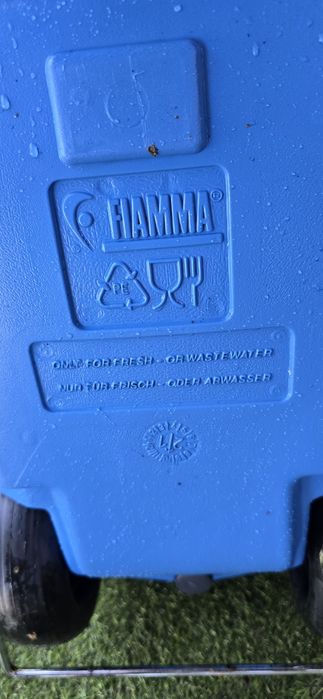 FIAMMA®
PE
ONLY FOR FRESH - OR WASTEWATER
NUR FÜR FRISCH - ODER ABWASSER